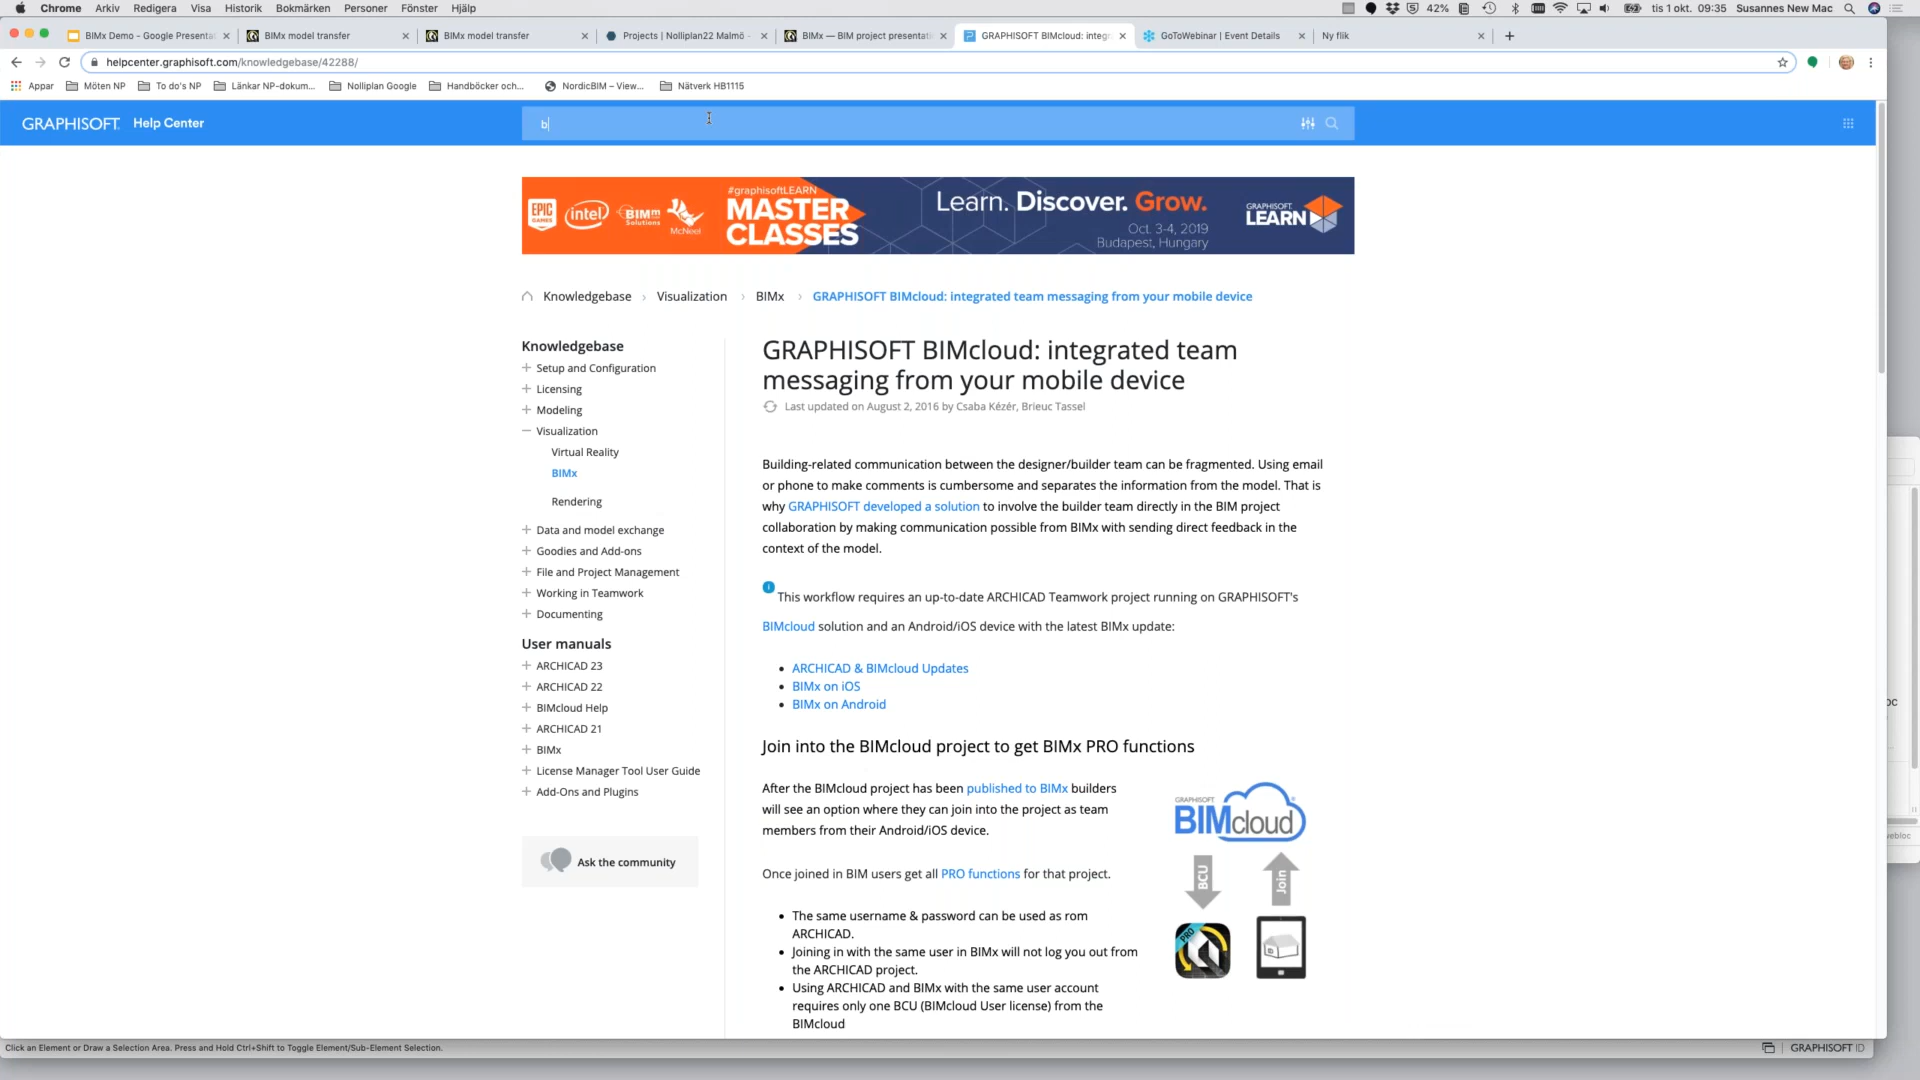 Chrome Arkiv Redigera Visa Historik Bokmärken Personer Fönster Hjälp 42% tis 1 okt. 09:35 Susannes New Mac
BIMx Demo – Google Presentat BIMx model transfer BIMx model transfer Projects | Nolliplan22 Malmö - BIMx — BIM project presentati GRAPHISOFT BIMcloud: integr GoToWebinar | Event Details Ny flik
helpcenter.graphisoft.com/knowledgebase/42288/
Appar Möten NP To do's NP Länkar NP-dokum... Nolliplan Google Handböcker och... NordicBIM – View... Nätverk HB1115
GRAPHISOFT Help Center b
EPIC GAMES intel BIMm Solutions McNeel
#graphisoftLEARN
MASTER
CLASSES
Learn. Discover. Grow.
Oct. 3-4, 2019
Budapest, Hungary
GRAPHISOFT
LEARN
Knowledgebase › Visualization › BIMx › GRAPHISOFT BIMcloud: integrated team messaging from your mobile device
Knowledgebase
Setup and Configuration
Licensing
Modeling
Visualization
Virtual Reality
BIMx
Rendering
Data and model exchange
Goodies and Add-ons
File and Project Management
Working in Teamwork
Documenting
User manuals
ARCHICAD 23
ARCHICAD 22
BIMcloud Help
ARCHICAD 21
BIMx
License Manager Tool User Guide
Add-Ons and Plugins
Ask the community
GRAPHISOFT BIMcloud: integrated team
messaging from your mobile device
Last updated on August 2, 2016 by Csaba Kézér, Brieuc Tassel
Building-related communication between the designer/builder team can be fragmented. Using email
or phone to make comments is cumbersome and separates the information from the model. That is
why GRAPHISOFT developed a solution to involve the builder team directly in the BIM project
collaboration by making communication possible from BIMx with sending direct feedback in the
context of the model.
This workflow requires an up-to-date ARCHICAD Teamwork project running on GRAPHISOFT's
BIMcloud solution and an Android/iOS device with the latest BIMx update:
• ARCHICAD & BIMcloud Updates
• BIMx on iOS
• BIMx on Android
Join into the BIMcloud project to get BIMx PRO functions
After the BIMcloud project has been published to BIMx builders
will see an option where they can join into the project as team
members from their Android/iOS device.
Once joined in BIM users get all PRO functions for that project.
• The same username & password can be used as rom
ARCHICAD.
• Joining in with the same user in BIMx will not log you out from
the ARCHICAD project.
• Using ARCHICAD and BIMx with the same user account
requires only one BCU (BIMcloud User license) from the
BIMcloud
GRAPHISOFT
BIMcloud
BCU
Join
PRO
Click an Element or Draw a Selection Area. Press and Hold Ctrl+Shift to Toggle Element/Sub-Element Selection.
GRAPHISOFT ID